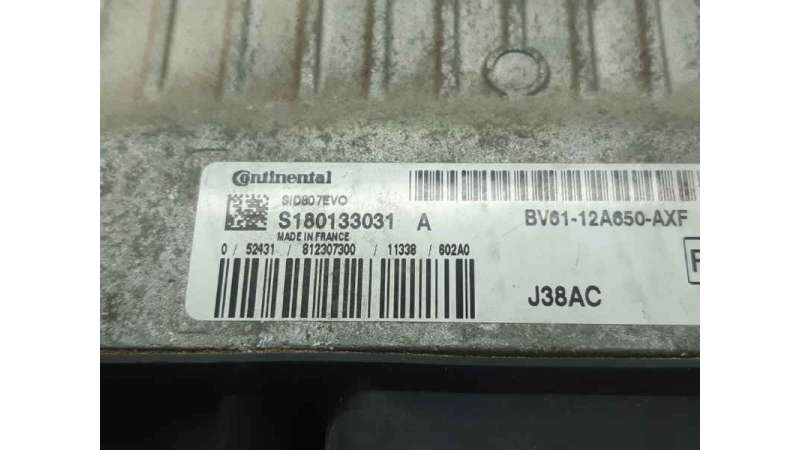 Continental
SID807EVO
S180133031 A
MADE IN FRANCE
0 / 52431 / 812307300 / 11338 / 602A0
BV61-12A650-AXF
J38AC